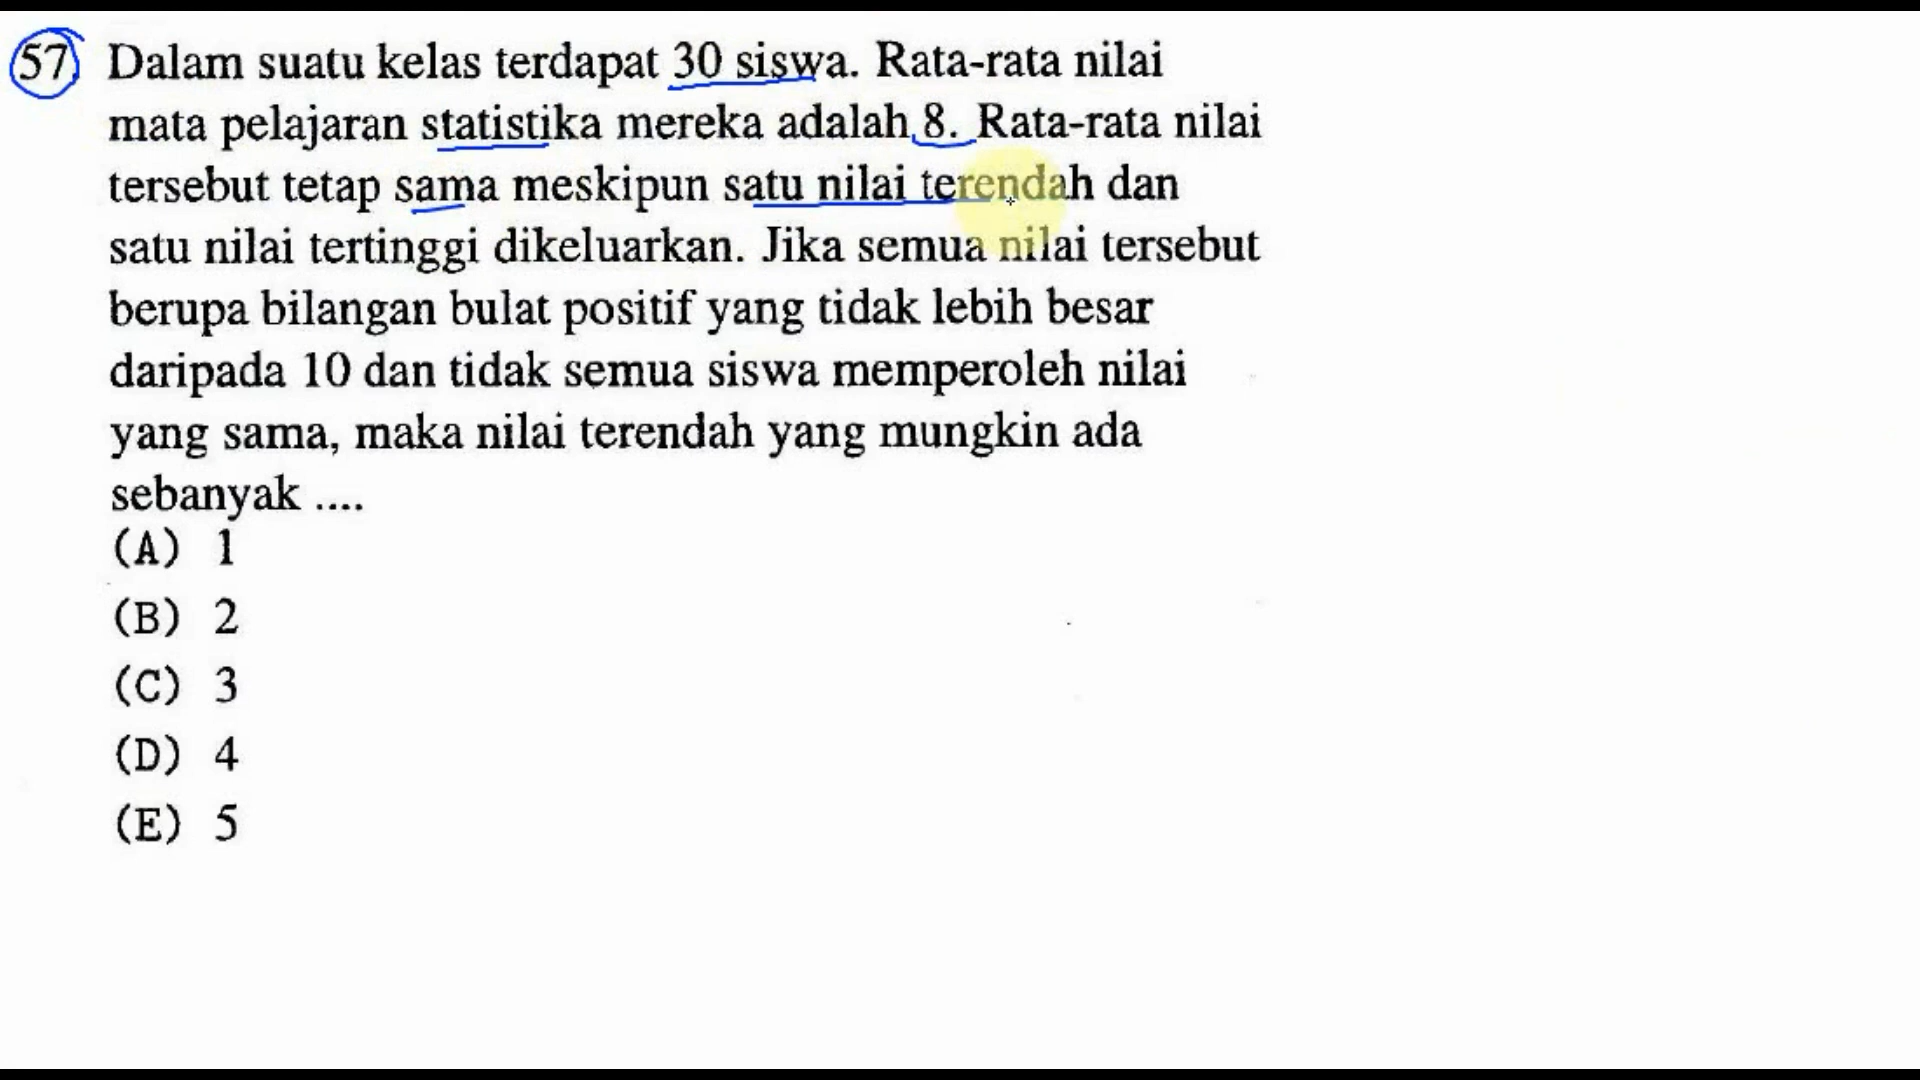 57. Dalam suatu kelas terdapat 30 siswa. Rata-rata nilai
mata pelajaran statistika mereka adalah 8. Rata-rata nilai
tersebut tetap sama meskipun satu nilai terendah dan
satu nilai tertinggi dikeluarkan. Jika semua nilai tersebut
berupa bilangan bulat positif yang tidak lebih besar
daripada 10 dan tidak semua siswa memperoleh nilai
yang sama, maka nilai terendah yang mungkin ada
sebanyak ....
(A) 1
(B) 2
(C) 3
(D) 4
(E) 5